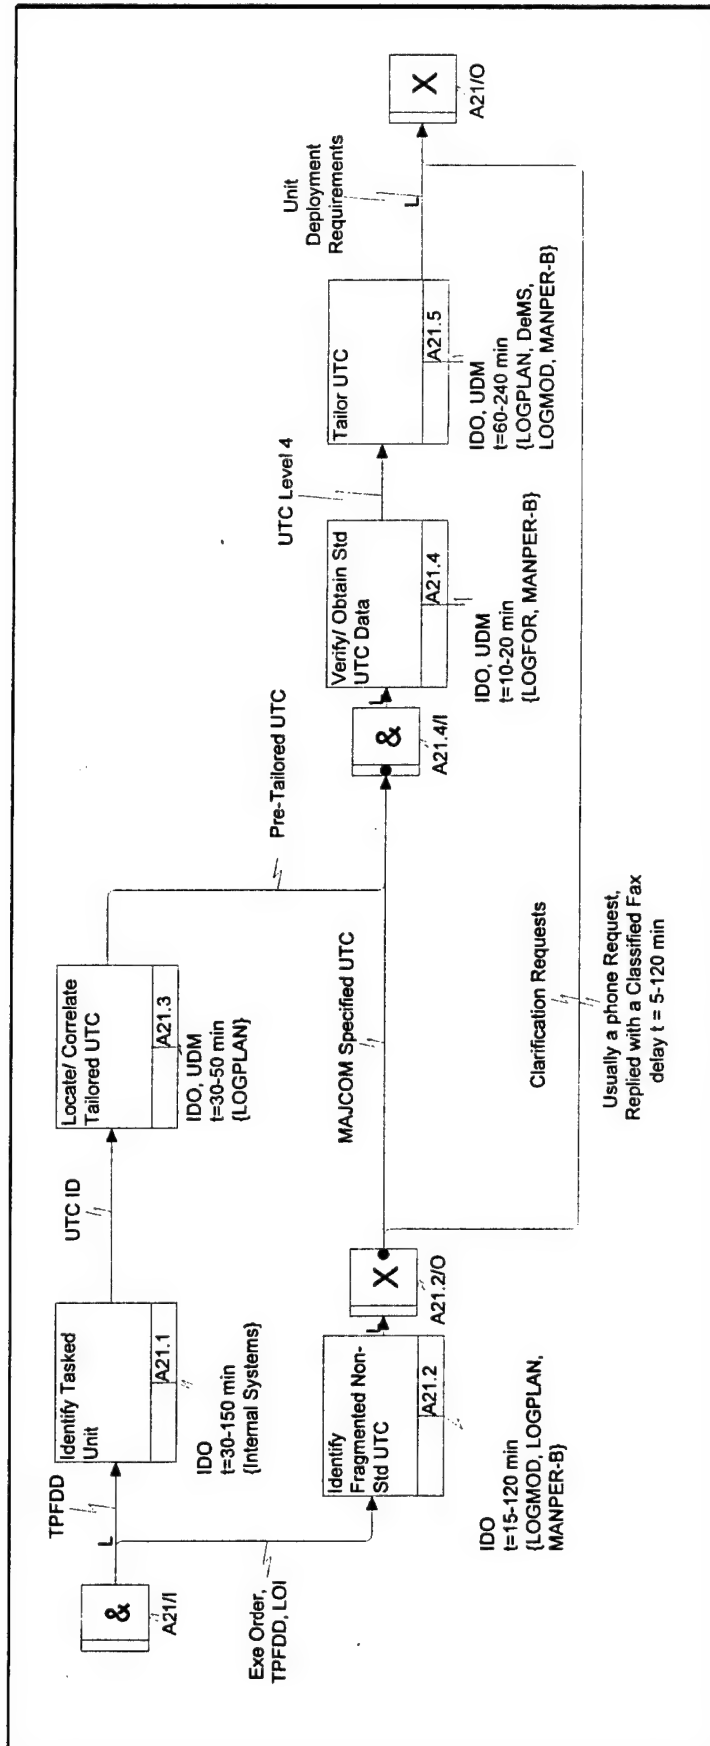 &
A21/I
TPFDD
L
Exe Order,
TPFDD, LOI
Identify Tasked
Unit
A21.1
IDO
t=30-150 min
{Internal Systems}
UTC ID
Locate/ Correlate
Tailored UTC
A21.3
IDO, UDM
t=30-50 min
{LOGPLAN}
Identify
Fragmented Non-
Std UTC
A21.2
IDO
t=15-120 min
{LOGMOD, LOGPLAN,
MANPER-B}
L
X
A21.2/O
MAJCOM Specified UTC
Pre-Tailored UTC
&
A21.4/I
L
Verify/ Obtain Std
UTC Data
A21.4
IDO, UDM
t=10-20 min
{LOGFOR, MANPER-B}
UTC Level 4
Tailor UTC
A21.5
IDO, UDM
t=60-240 min
{LOGPLAN, DeMS,
LOGMOD, MANPER-B}
Unit
Deployment
Requirements
L
X
A21/O
Clarification Requests
Usually a phone Request,
Replied with a Classified Fax
delay t = 5-120 min